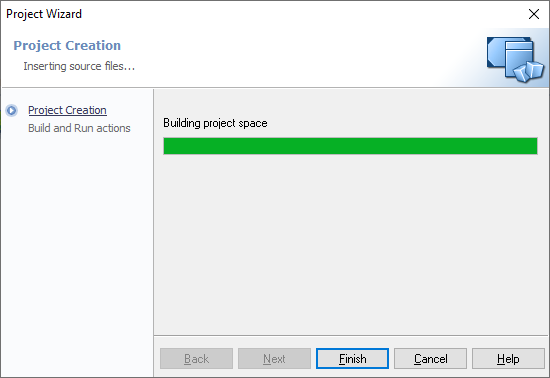 Project Wizard
Project Creation
Inserting source files...
Project Creation
Build and Run actions
Building project space
Back
Next
Finish
Cancel
Help